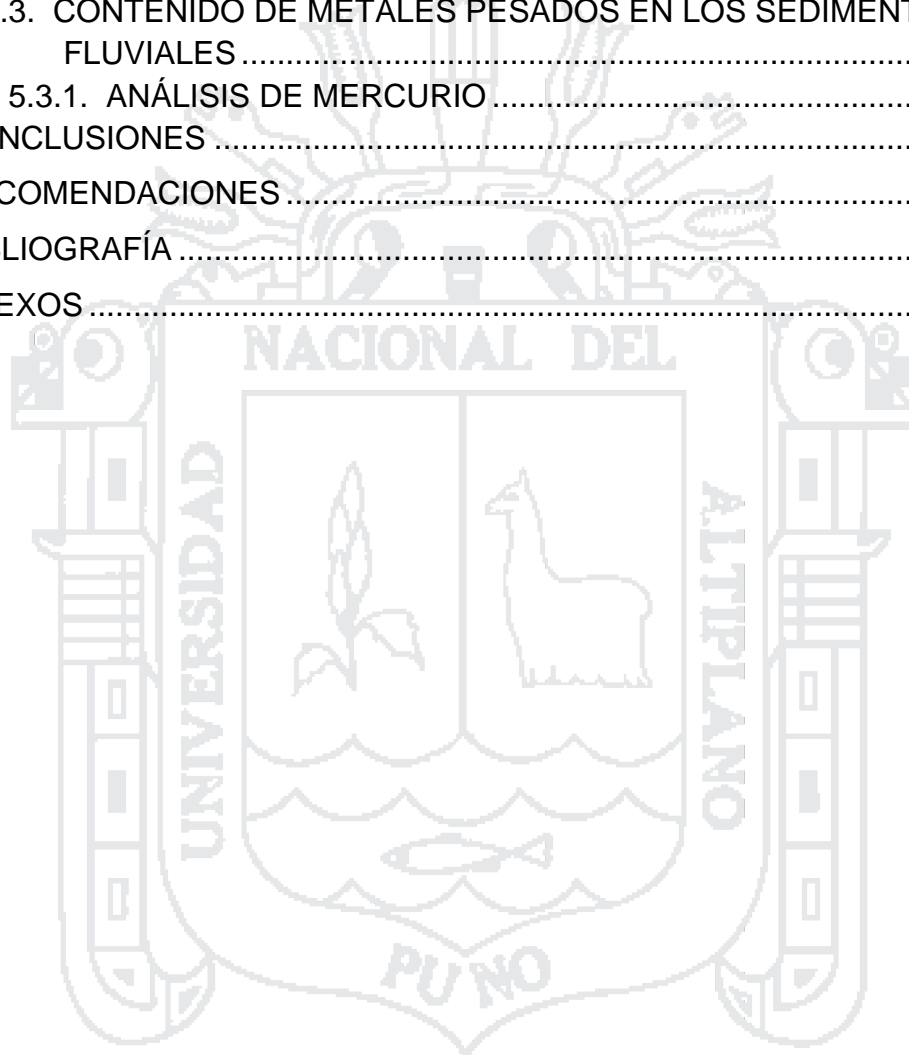 .3. CONTENIDO DE METALES PESADOS EN LOS SEDIMENT
FLUVIALES ..........................................................................
5.3.1. ANÁLISIS DE MERCURIO ..............................................
NCLUSIONES ...........................................................................
COMENDACIONES ..................................................................
BLIOGRAFÍA ............................................................................
EXOS .......................................................................................
NACIONAL DEL
UNIVERSIDAD
ALTIPLANO
PUNO